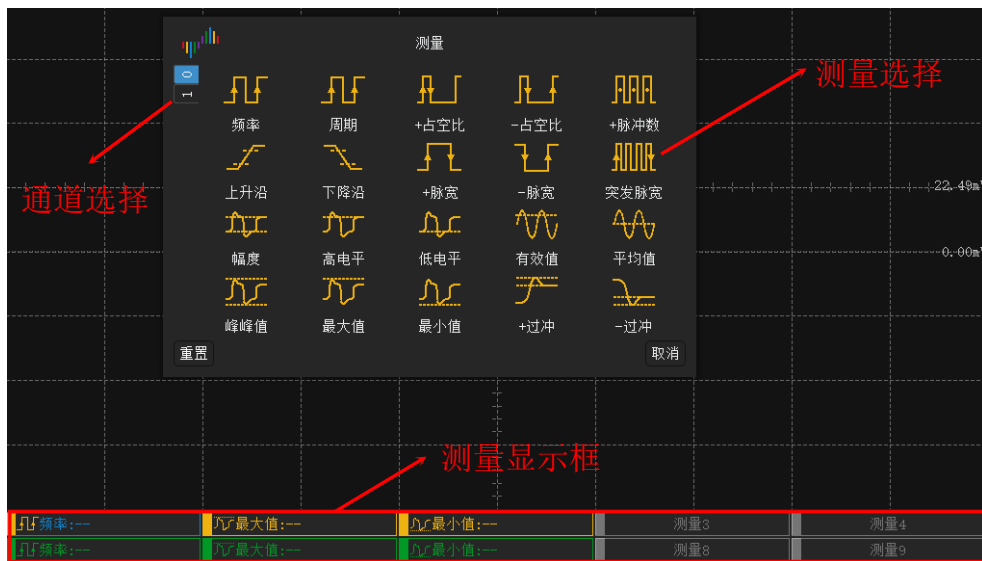 测量
0
1
测量选择
频率 周期 +占空比 -占空比 +脉冲数
上升沿 下降沿 +脉宽 -脉宽 突发脉宽
通道选择
22.49m
幅度 高电平 低电平 有效值 平均值
0.00m
峰峰值 最大值 最小值 +过冲 -过冲
重置 取消
测量显示框
频率:-- 最大值:-- 最小值:-- 测量3 测量4
频率:-- 最大值:-- 最小值:-- 测量8 测量9